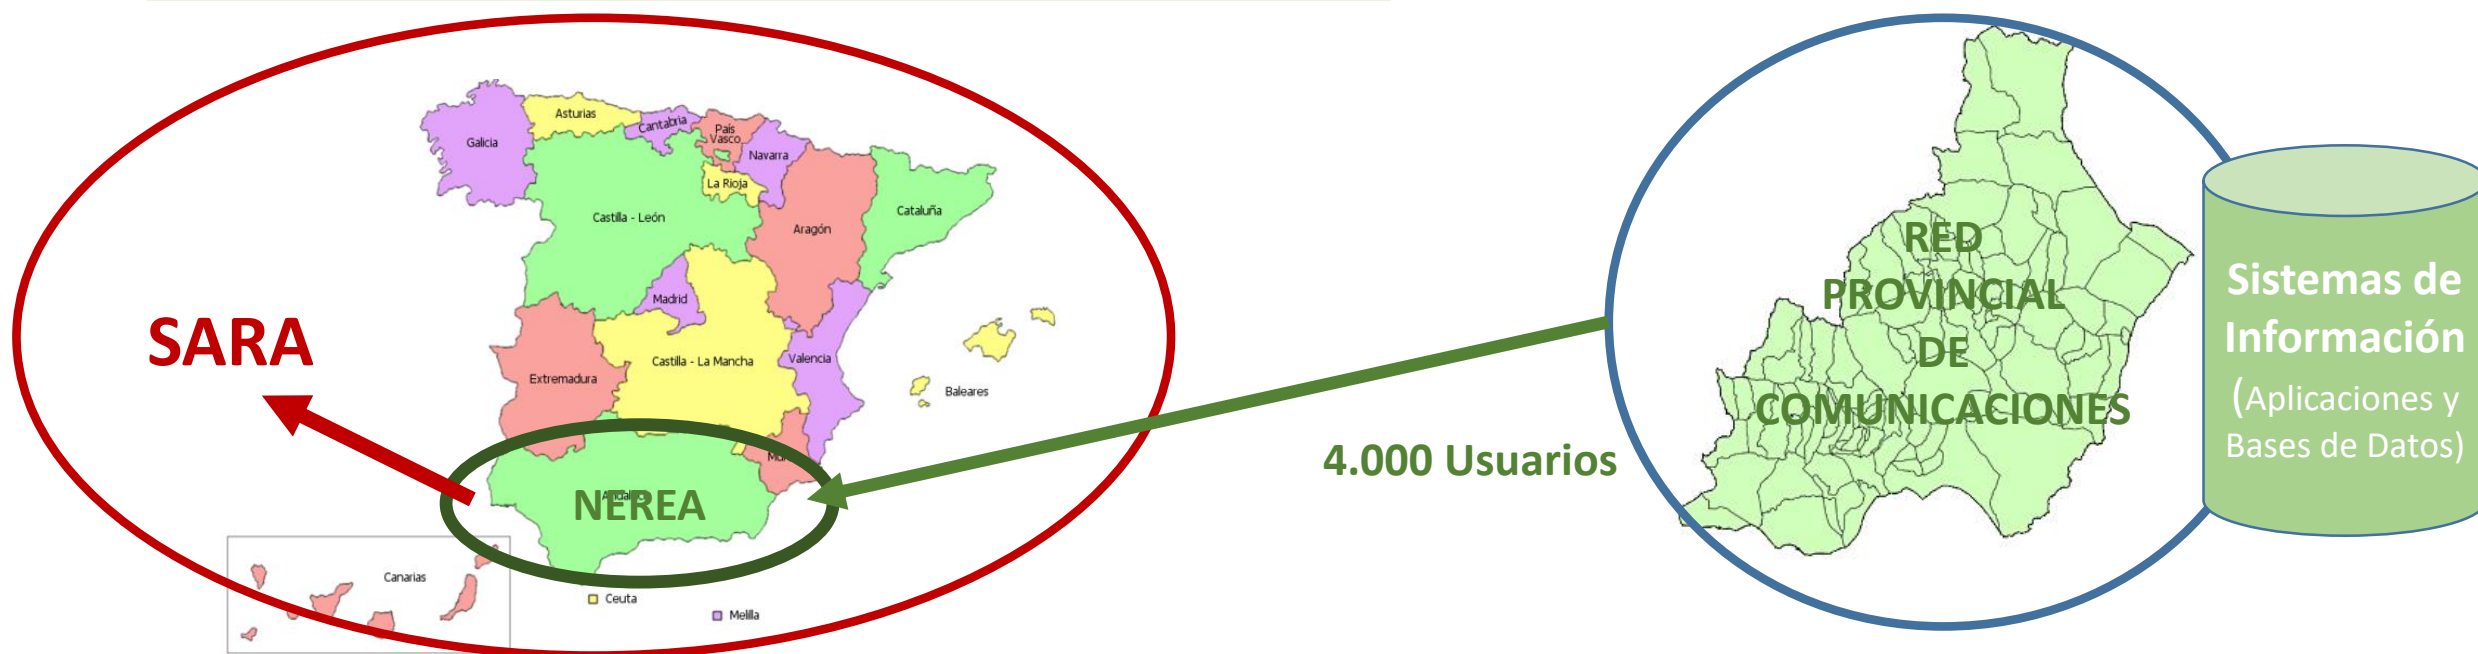 Asturias
Cantabria
País
Vasco
Galicia
Navarra
La Rioja
Castilla - León
Cataluña
Aragón
Madrid
SARA
Castilla - La Mancha
Valencia
Extremadura
Baleares
NEREA
Canarias
Ceuta
Melilla
4.000 Usuarios
RED
PROVINCIAL
DE
COMUNICACIONES
Sistemas de
Información
(Aplicaciones y
Bases de Datos)